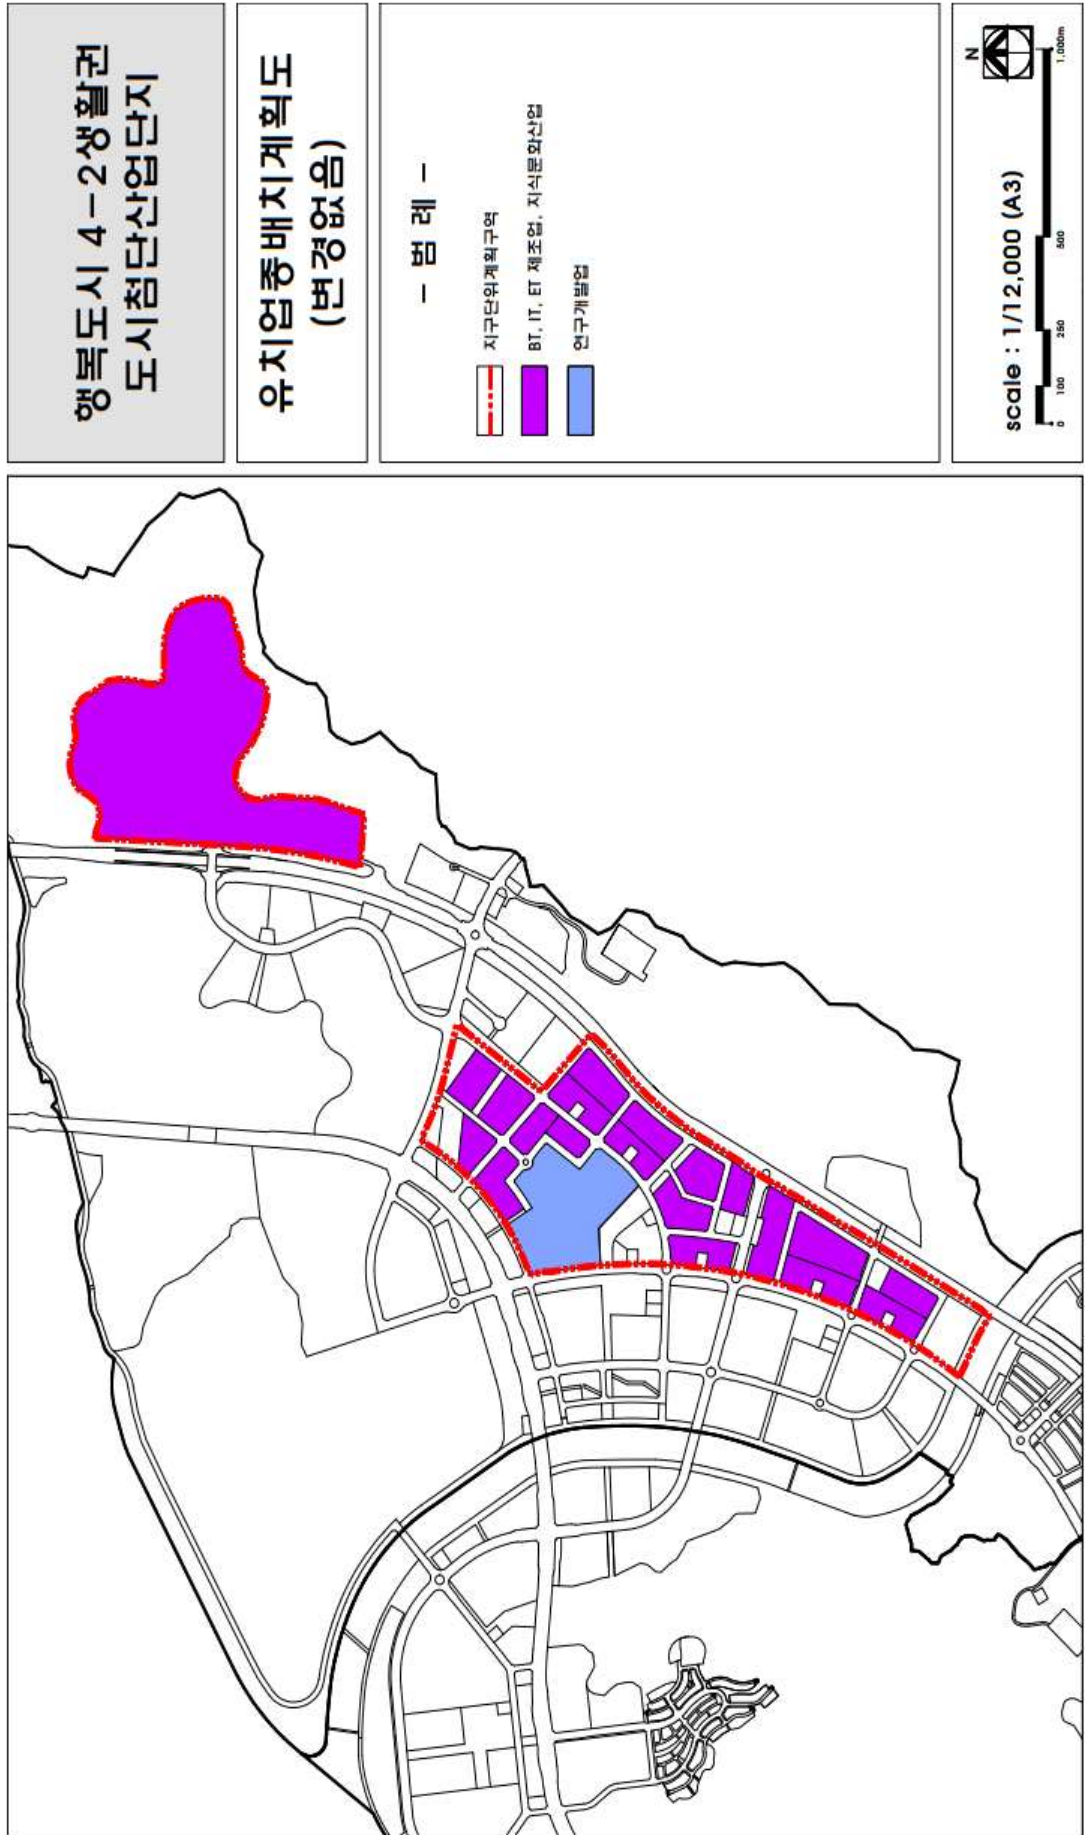 행복도시 4-2생활권
도시첨단산업단지
유치업종배치계획도
(변경없음)
- 범 례 -
지구단위계획구역
BT, IT, ET 제조업, 지식문화산업
연구개발업
N
scale : 1/12,000 (A3)
0 100 250 500 1,000m